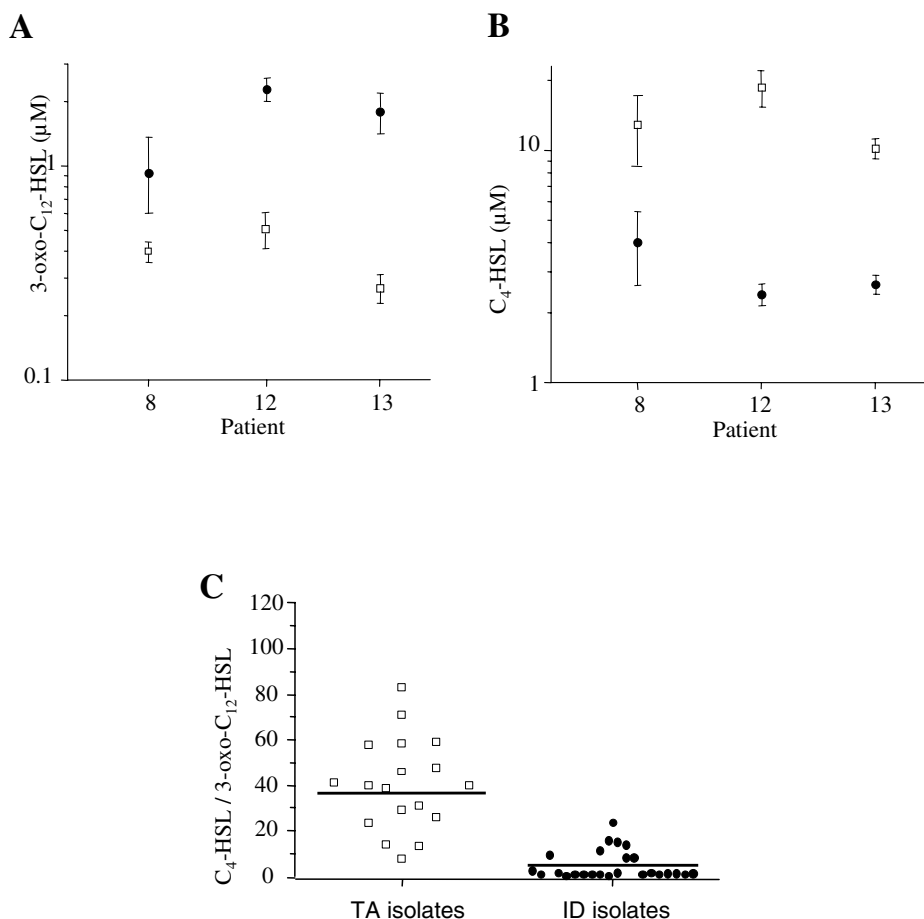 A
3-oxo-C₁₂-HSL (µM)
1
0.1
8 12 13
Patient
B
C₄-HSL (µM)
10
1
8 12 13
Patient
C
C₄-HSL / 3-oxo-C₁₂-HSL
120
100
80
60
40
20
0
TA isolates ID isolates